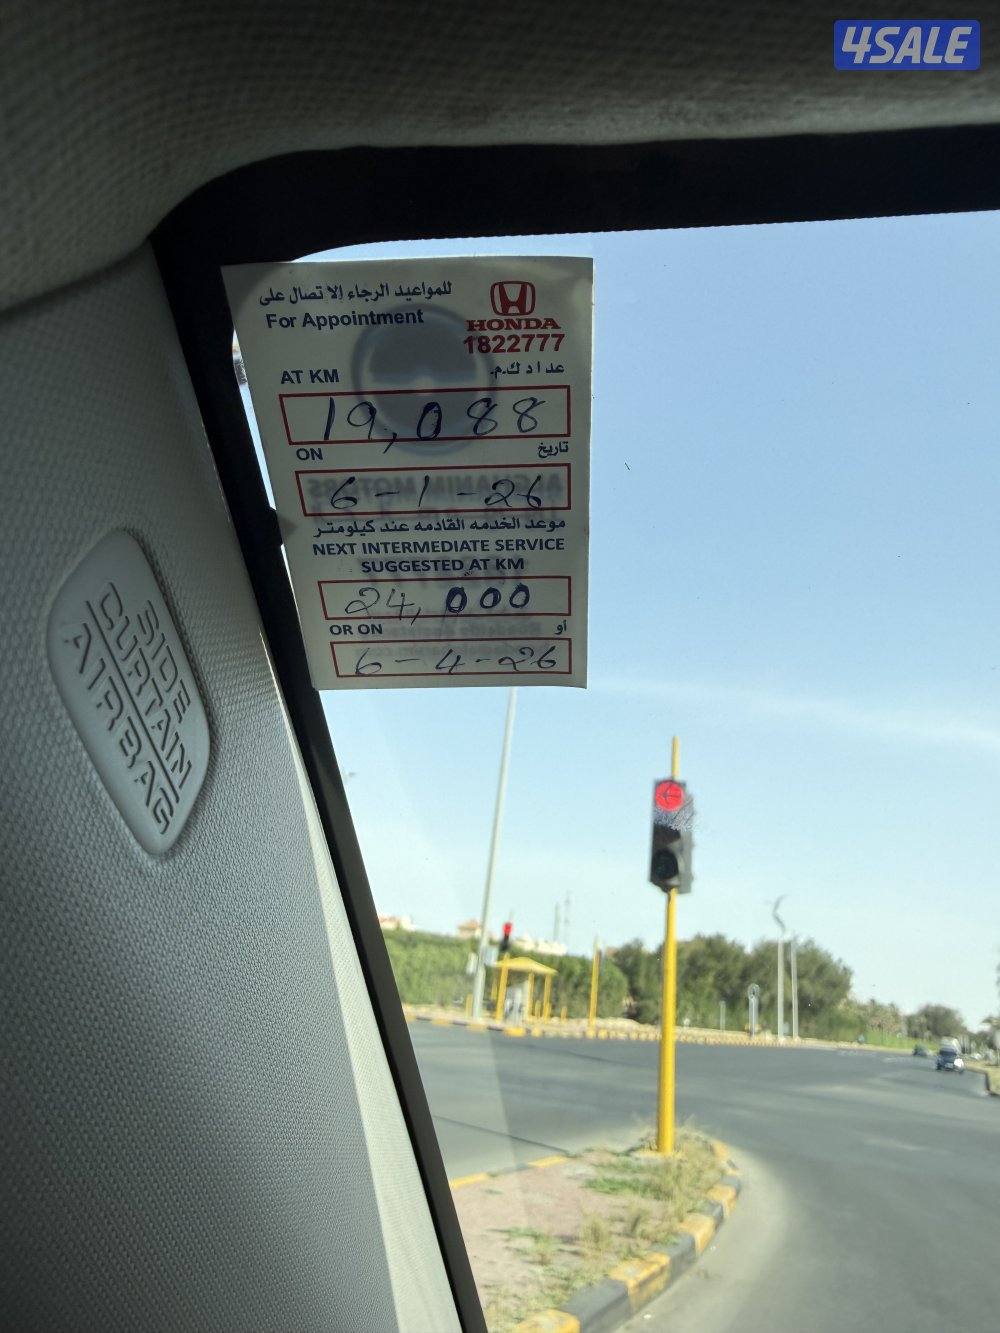 4SALE
للمواعيد الرجاء الاتصال على
For Appointment
HONDA
1822777
AT KM
عداد ك.م.
19,088
ON
تاريخ
6-1-26
موعد الخدمه القادمه عند كيلومتر
NEXT INTERMEDIATE SERVICE
SUGGESTED AT KM
24,000
OR ON
أو
6-4-26
SIDE
CURTAIN
AIRBAG